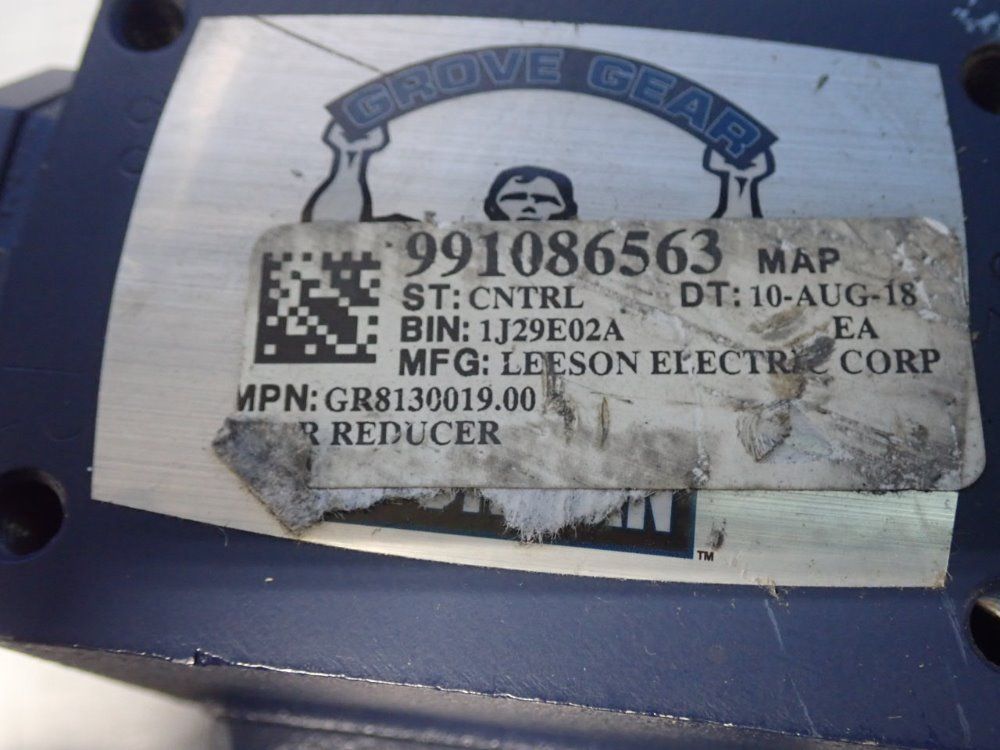 GROVE GEAR
991086563 MAP
ST: CNTRL DT: 10-AUG-18
BIN: 1J29E02A EA
MFG: LEESON ELECTRIC CORP
MPN: GR8130019.00
REDUCER
TM